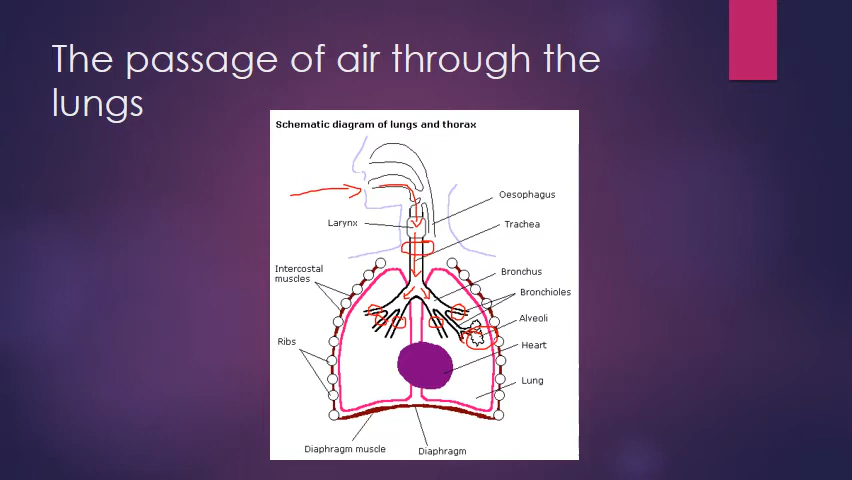 The passage of air through the
lungs
Schematic diagram of lungs and thorax
Oesophagus
Larynx
Trachea
Intercostal
muscles
Bronchus
Bronchioles
Alveoli
Ribs
Heart
Lung
Diaphragm muscle
Diaphragm